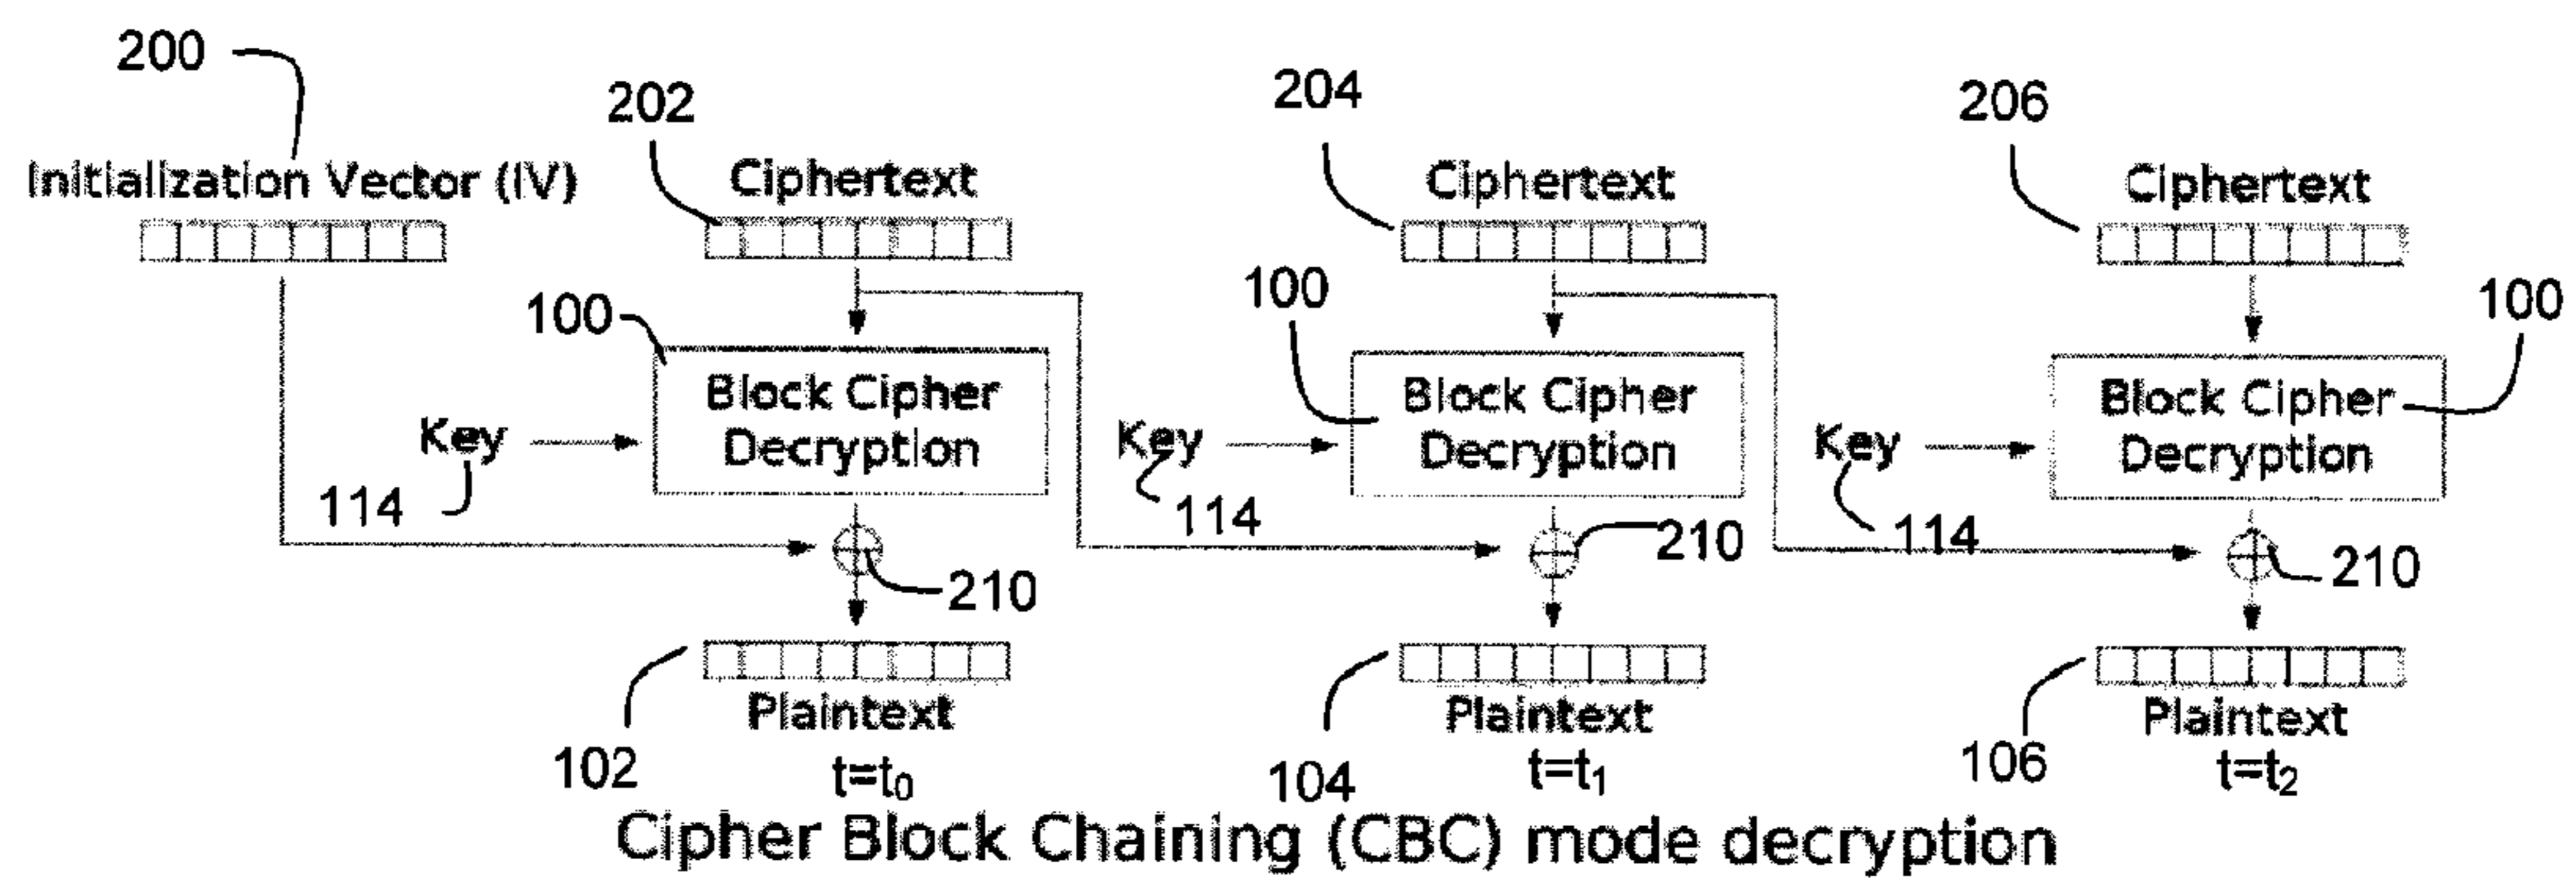 200
202
204
206
Initialization Vector (IV)
Ciphertext
Ciphertext
Ciphertext
100
100
100
Block Cipher
Decryption
Block Cipher
Decryption
Block Cipher
Decryption
Key
Key
Key
114
114
114
210
210
210
102
104
106
Plaintext
t=t₀
Plaintext
t=t₁
Plaintext
t=t₂
Cipher Block Chaining (CBC) mode decryption